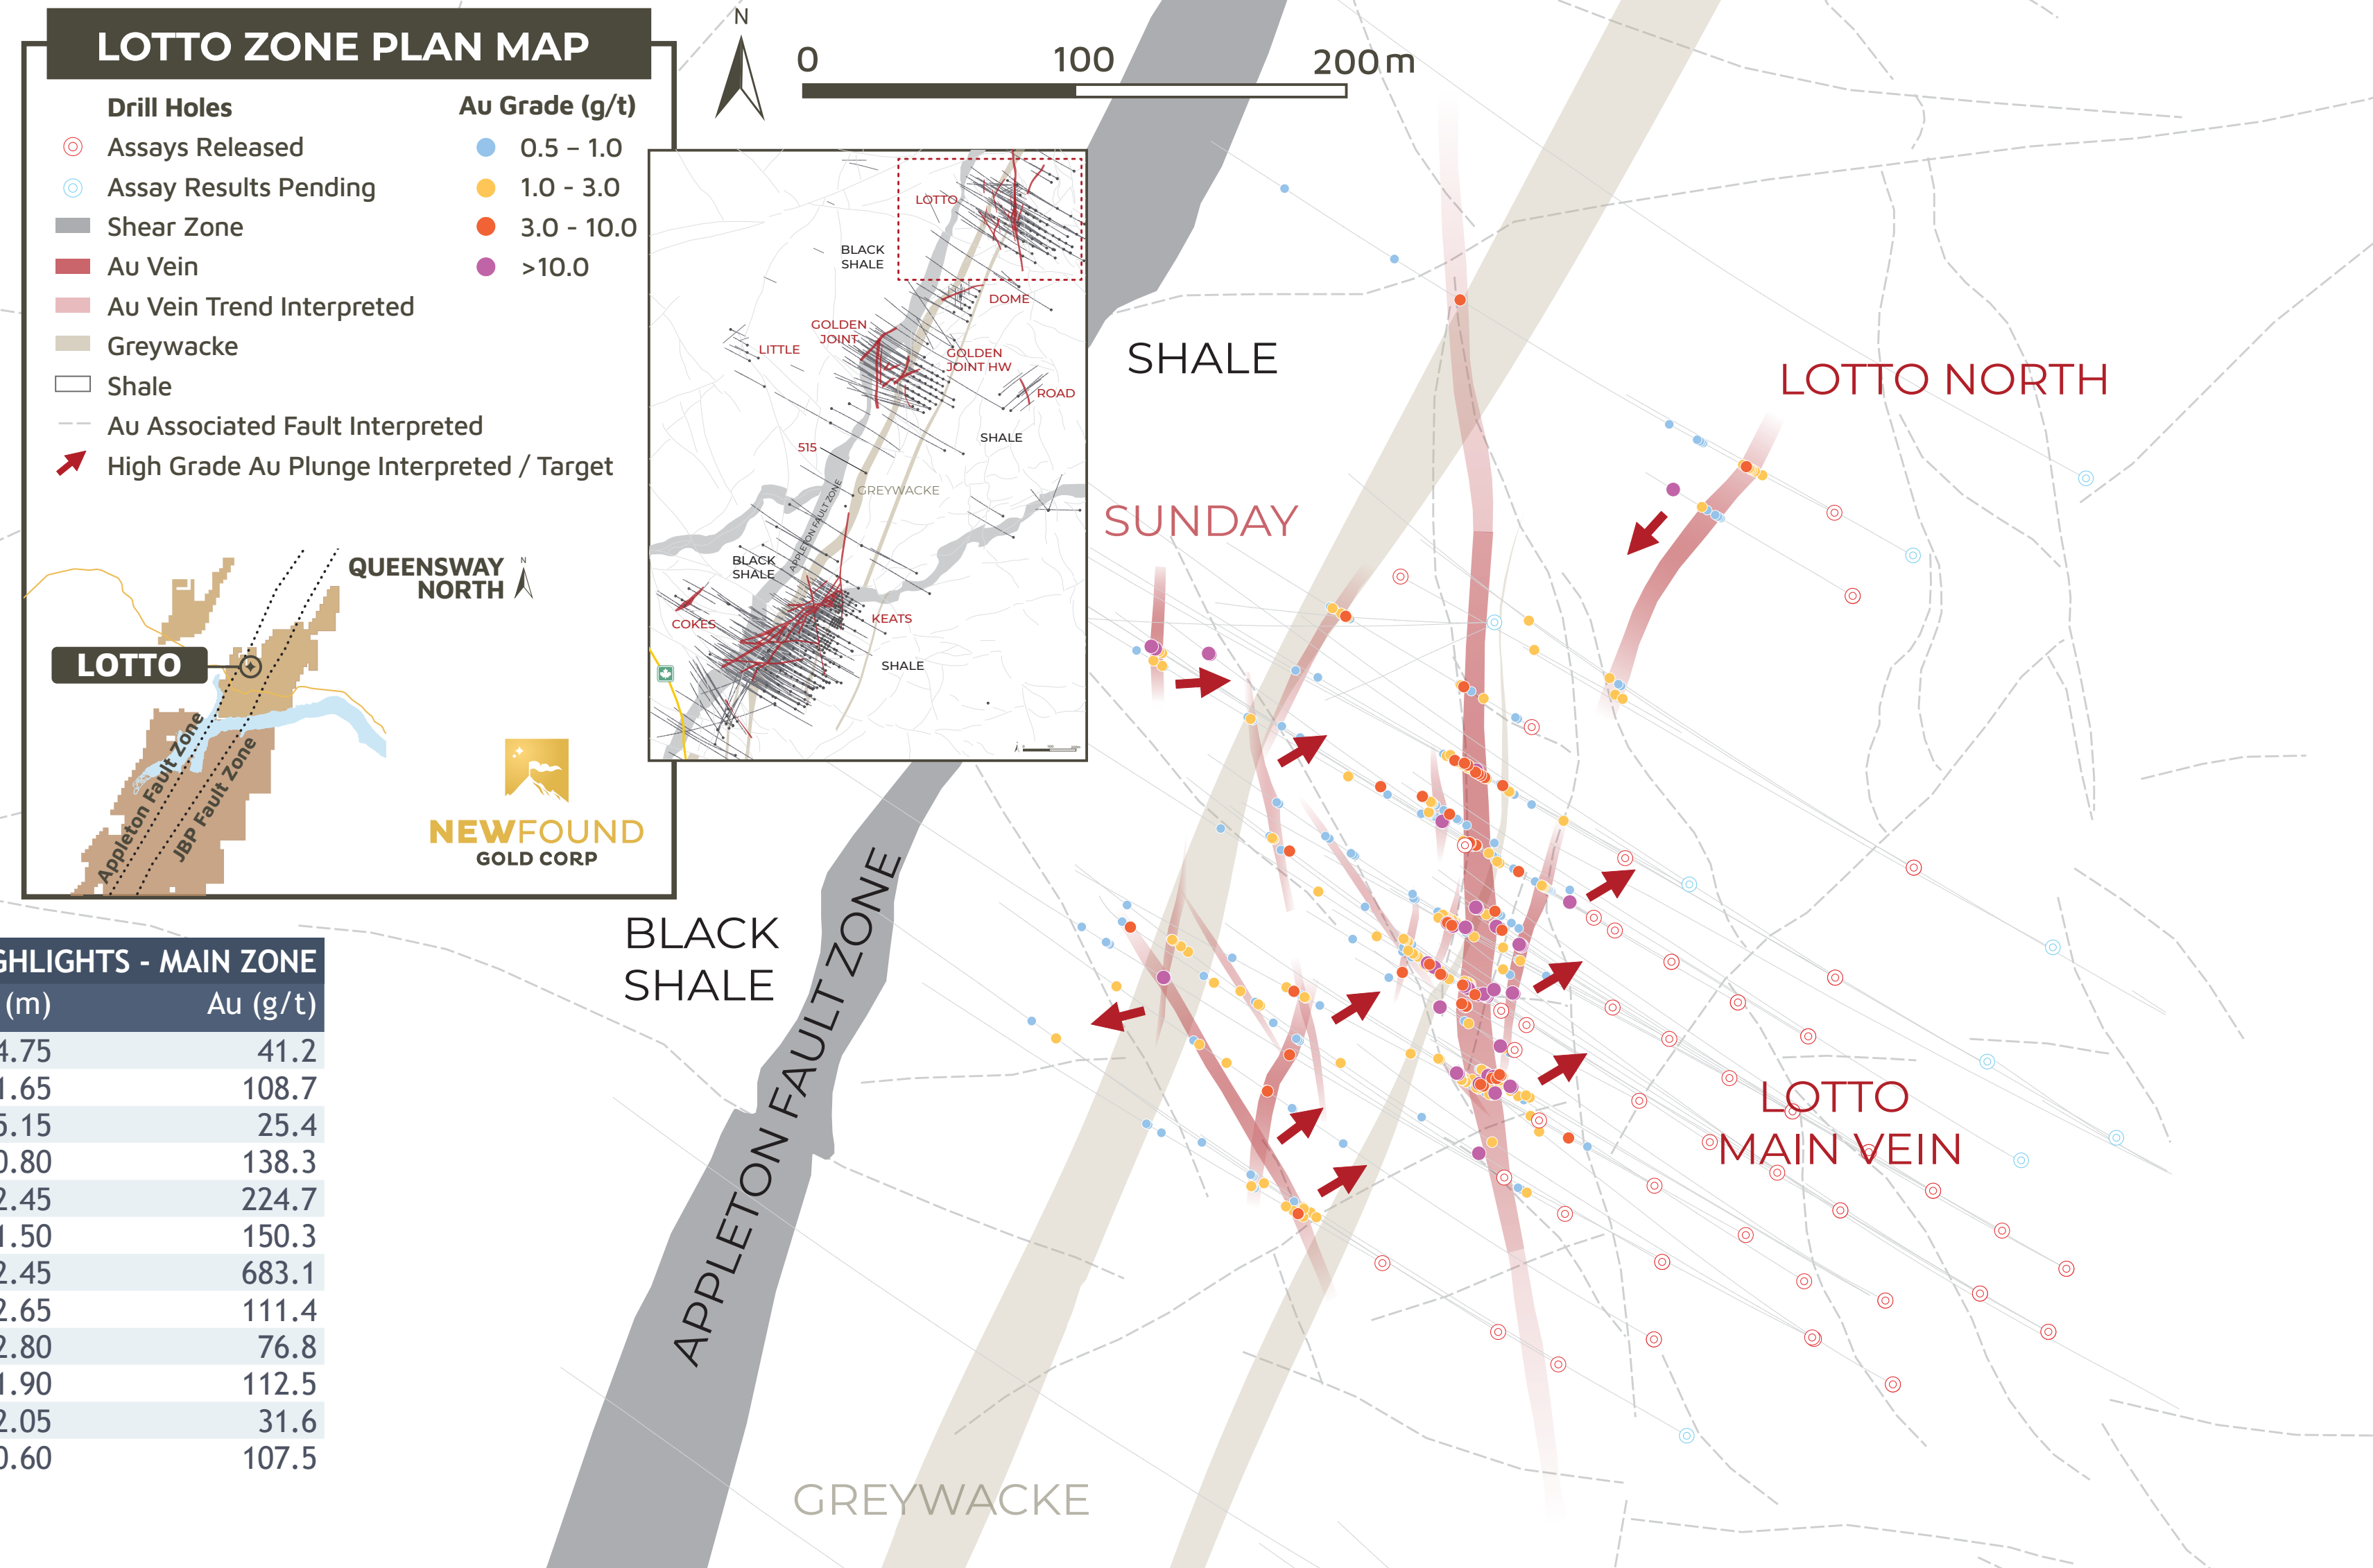 LOTTO ZONE PLAN MAP
Drill Holes
Assays Released
Assay Results Pending
Shear Zone
Au Vein
Au Vein Trend Interpreted
Greywacke
Shale
Au Associated Fault Interpreted
High Grade Au Plunge Interpreted / Target
Au Grade (g/t)
0.5 – 1.0
1.0 - 3.0
3.0 - 10.0
>10.0
QUEENSWAY
NORTH
N
LOTTO
Appleton Fault Zone
JBP Fault Zone
NEWFOUND
GOLD CORP
N
0 100 200 m
LOTTO
BLACK
SHALE
DOME
GOLDEN
JOINT
LITTLE
GOLDEN
JOINT HW
ROAD
SHALE
515
GREYWACKE
APPLETON FAULT ZONE
BLACK
SHALE
COKES
KEATS
SHALE
SHALE
LOTTO NORTH
SUNDAY
BLACK
SHALE
APPLETON FAULT ZONE
LOTTO
MAIN VEIN
GREYWACKE
GHLIGHTS - MAIN ZONE
(m) Au (g/t)
4.75 41.2
1.65 108.7
5.15 25.4
0.80 138.3
2.45 224.7
1.50 150.3
2.45 683.1
2.65 111.4
2.80 76.8
1.90 112.5
2.05 31.6
0.60 107.5